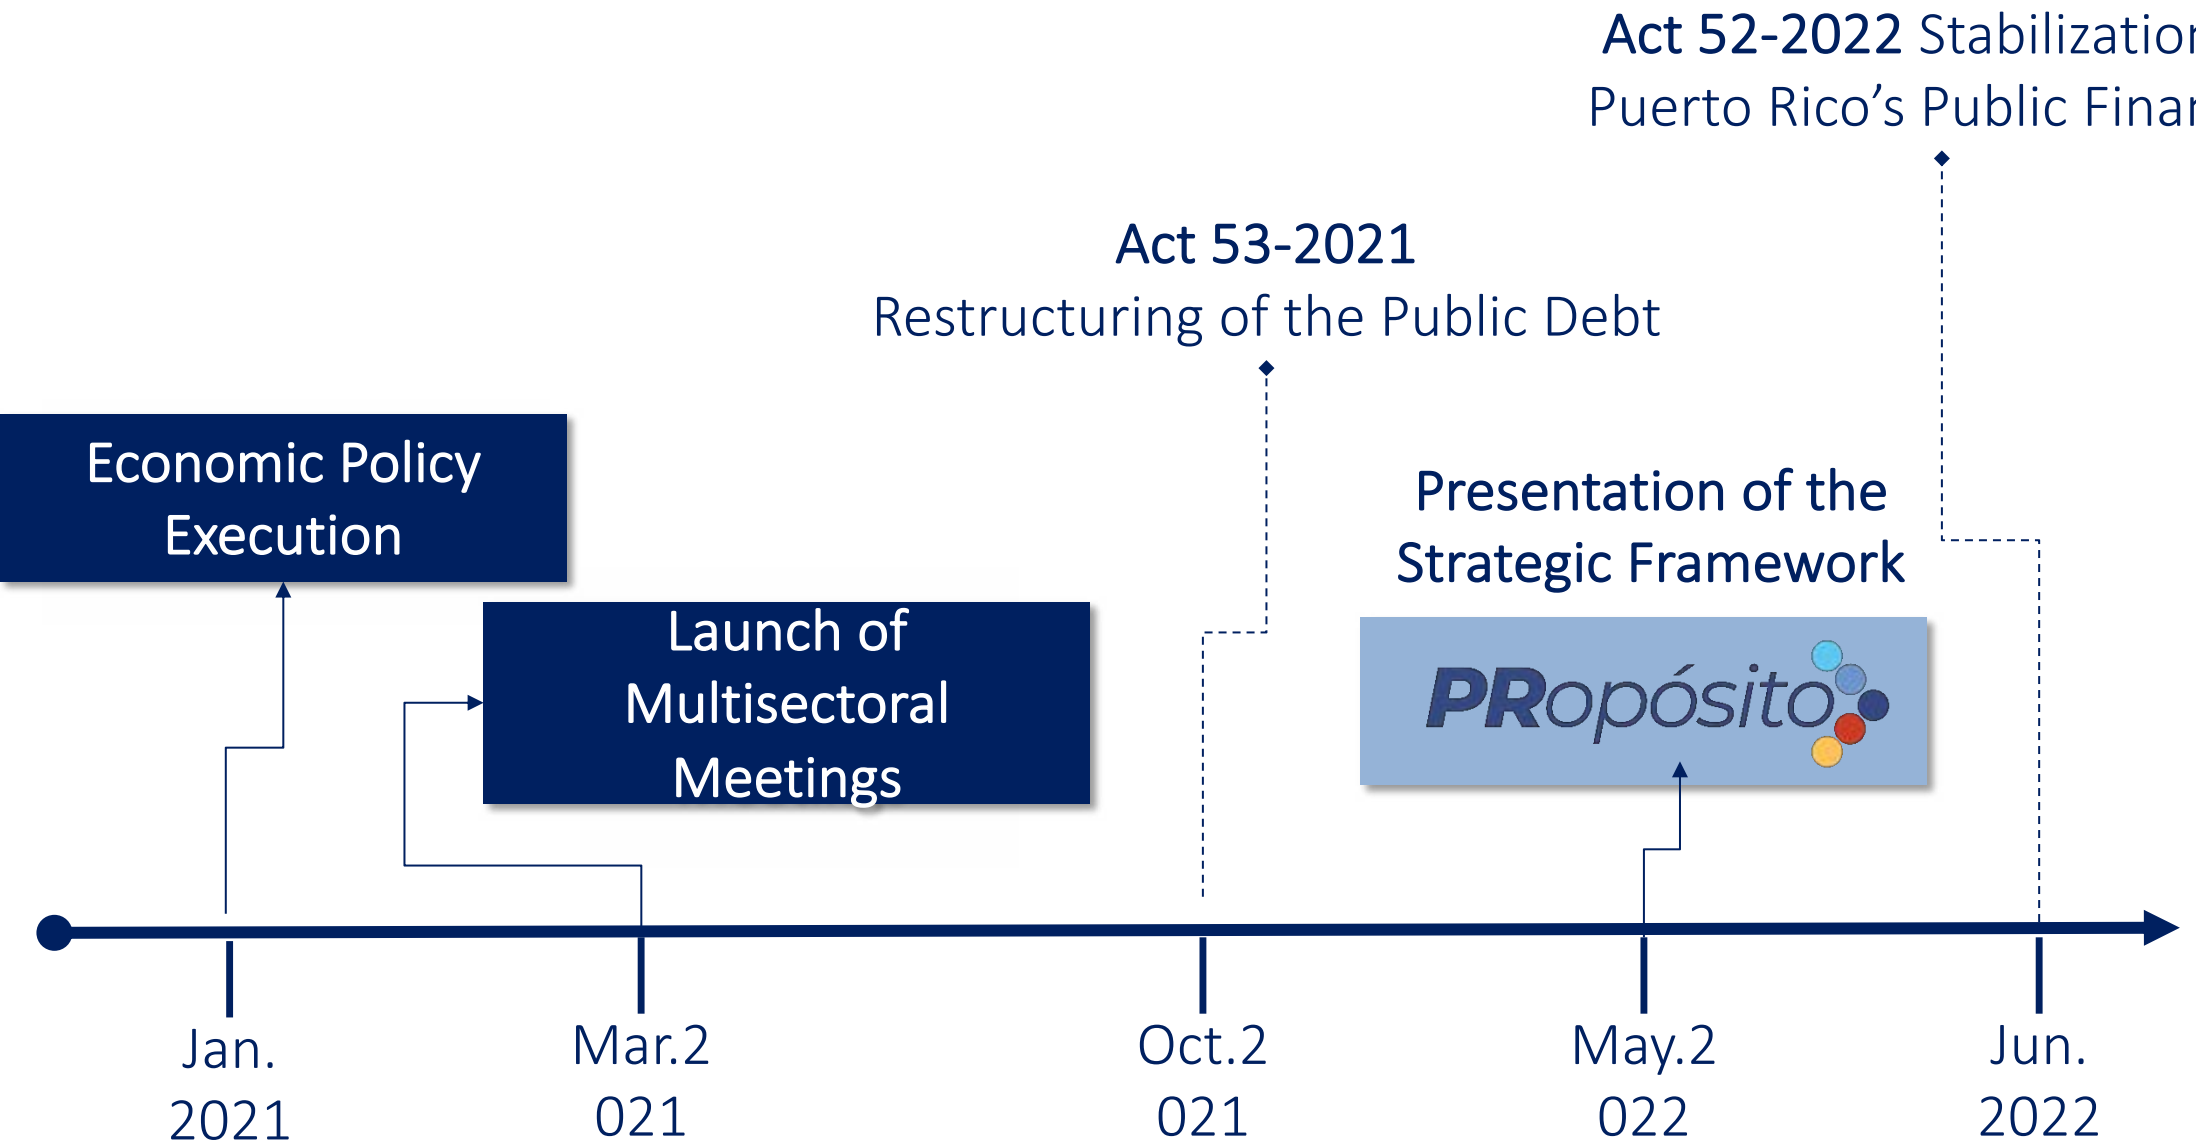 Act 52-2022 Stabilization
Puerto Rico’s Public Finan
Act 53-2021
Restructuring of the Public Debt
Economic Policy
Execution
Launch of
Multisectoral
Meetings
Presentation of the
Strategic Framework
PRopósito
Jan.
2021
Mar.2
021
Oct.2
021
May.2
022
Jun.
2022